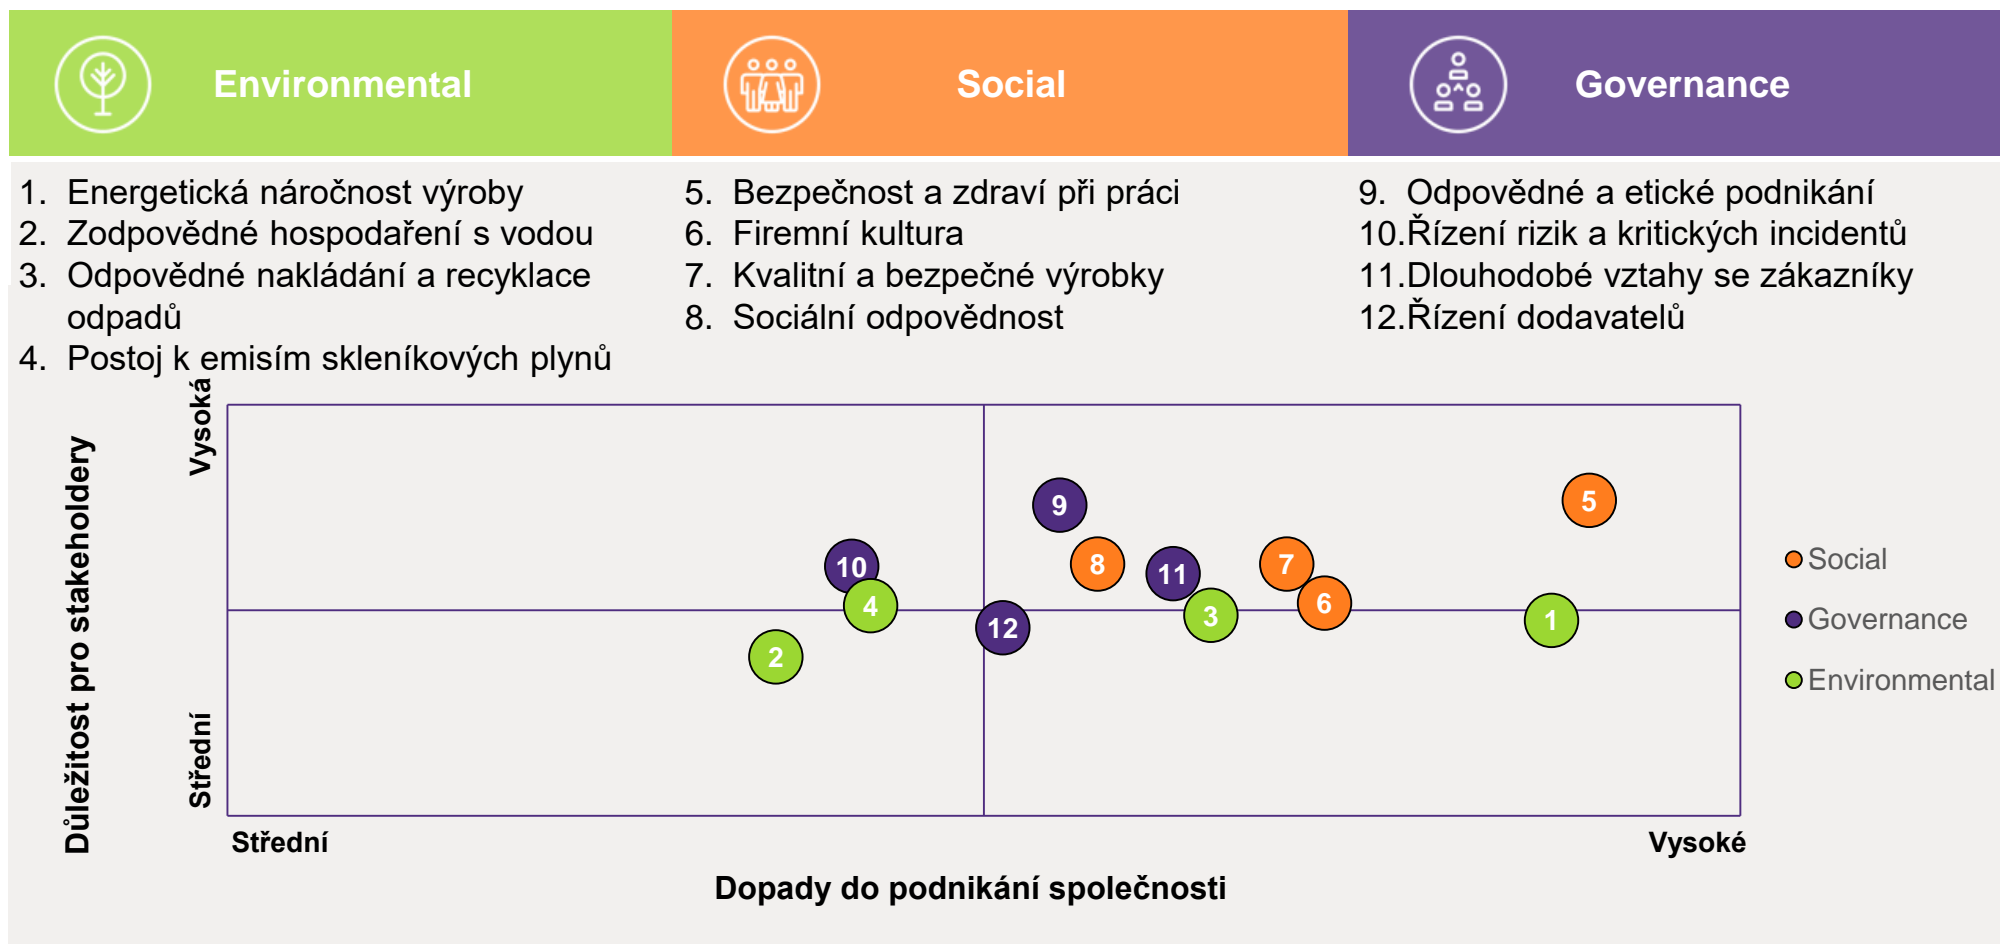 Environmental
Social
Governance
1. Energetická náročnost výroby
2. Zodpovědné hospodaření s vodou
3. Odpovědné nakládání a recyklace
odpadů
4. Postoj k emisím skleníkových plynů
5. Bezpečnost a zdraví při práci
6. Firemní kultura
7. Kvalitní a bezpečné výrobky
8. Sociální odpovědnost
9. Odpovědné a etické podnikání
10.Řízení rizik a kritických incidentů
11.Dlouhodobé vztahy se zákazníky
12.Řízení dodavatelů
Důležitost pro stakeholdery
Vysoká
Střední
9
5
10
8
11
7
4
6
3
1
12
2
Social
Governance
Environmental
Střední
Vysoké
Dopady do podnikání společnosti